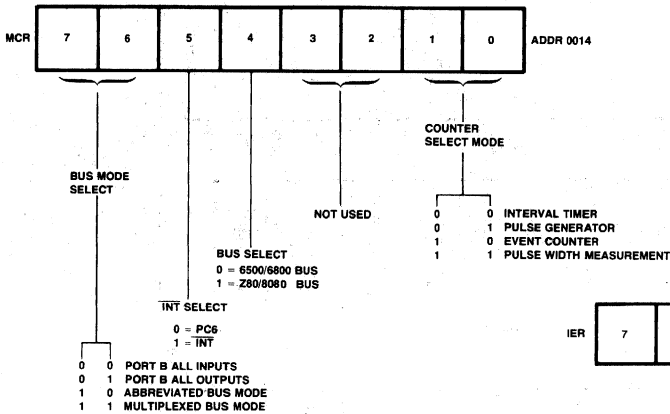 MCR 7 6 5 4 3 2 1 0 ADDR 0014
COUNTER
SELECT MODE
BUS MODE
SELECT
NOT USED
0 0 INTERVAL TIMER
0 1 PULSE GENERATOR
1 0 EVENT COUNTER
1 1 PULSE WIDTH MEASUREMENT
BUS SELECT
0 = 6500/6800 BUS
1 = Z80/8080 BUS
INT SELECT
0 = PC6
1 = INT
IER 7
0 0 PORT B ALL INPUTS
0 1 PORT B ALL OUTPUTS
1 0 ABBREVIATED BUS MODE
1 1 MULTIPLEXED BUS MODE